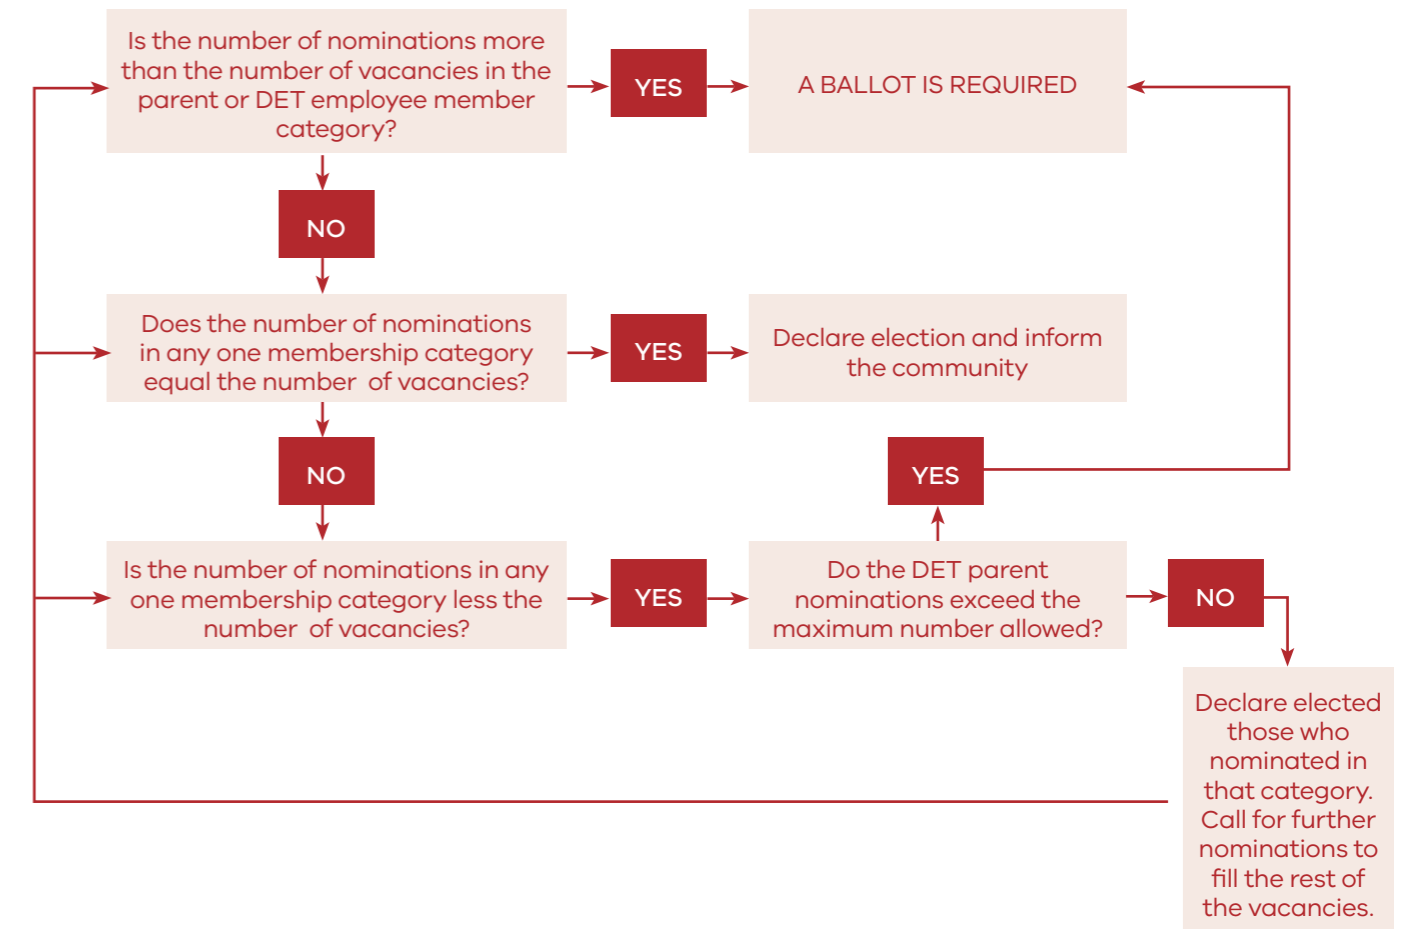 Is the number of nominations more
than the number of vacancies in the
parent or DET employee member
category?
YES
A BALLOT IS REQUIRED
NO
Does the number of nominations
in any one membership category
equal the number of vacancies?
YES
Declare election and inform
the community
NO
YES
Is the number of nominations in any
one membership category less the
number of vacancies?
YES
Do the DET parent
nominations exceed the
maximum number allowed?
NO
Declare elected
those who
nominated in
that category.
Call for further
nominations to
fill the rest of
the vacancies.